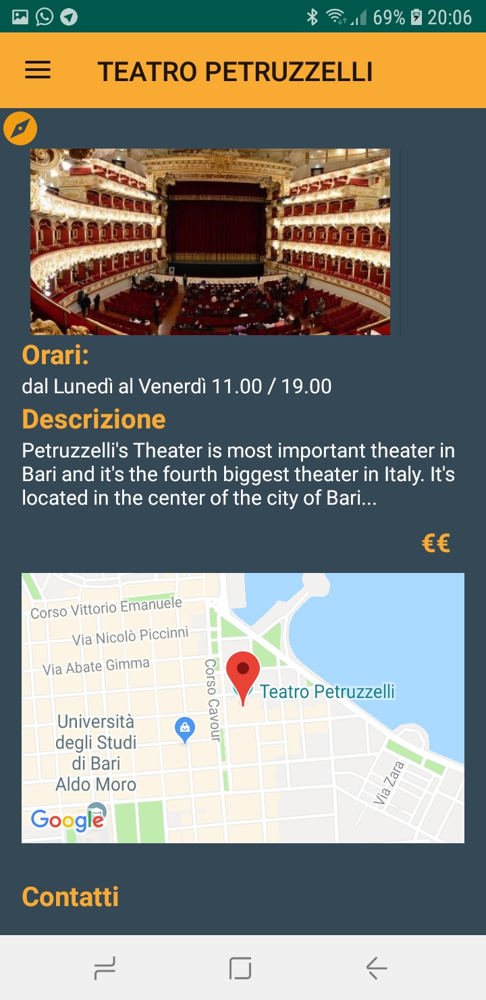 69% 20:06
TEATRO PETRUZZELLI
Orari:
dal Lunedì al Venerdì 11.00 / 19.00
Descrizione
Petruzzelli's Theater is most important theater in
Bari and it's the fourth biggest theater in Italy. It's
located in the center of the city of Bari...
€€
Corso Vittorio Emanuele
Via Nicolò Piccinni
Via Abate Gimma
Corso Cavour
Teatro Petruzzelli
Università
degli Studi
di Bari
Aldo Moro
Via Zara
Google
Contatti